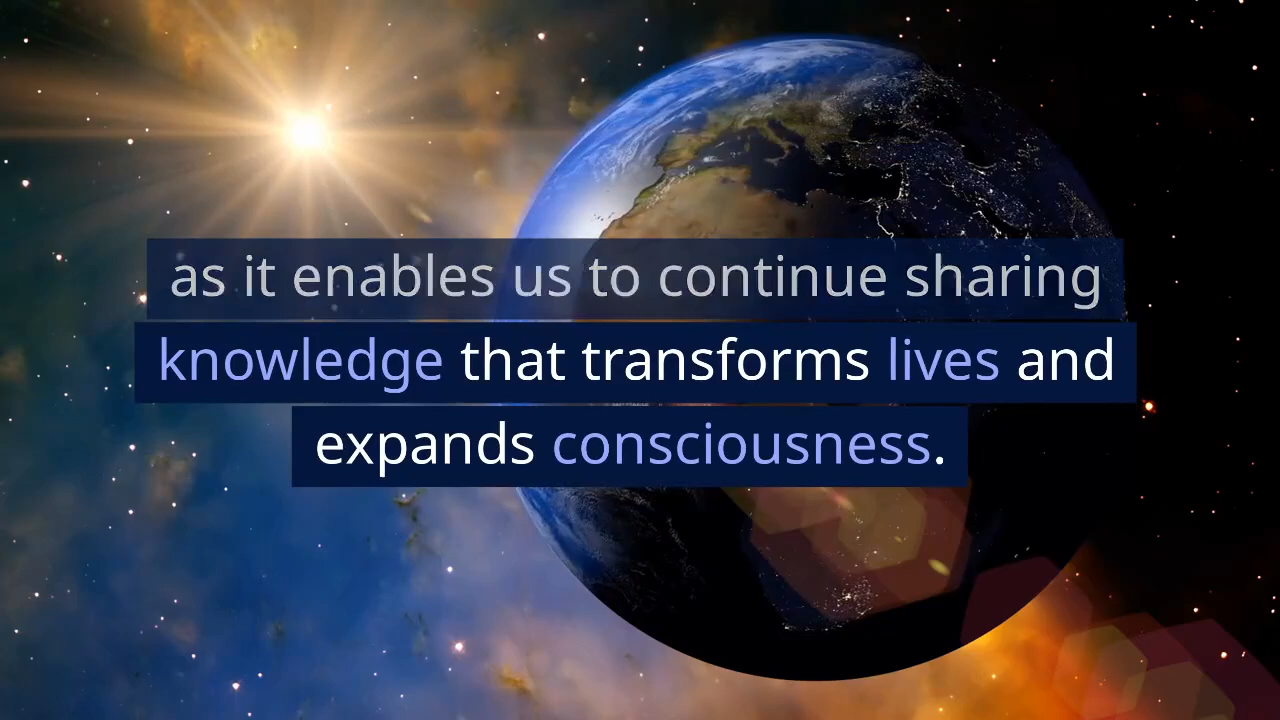 as it enables us to continue sharing
knowledge that transforms lives and
expands consciousness.